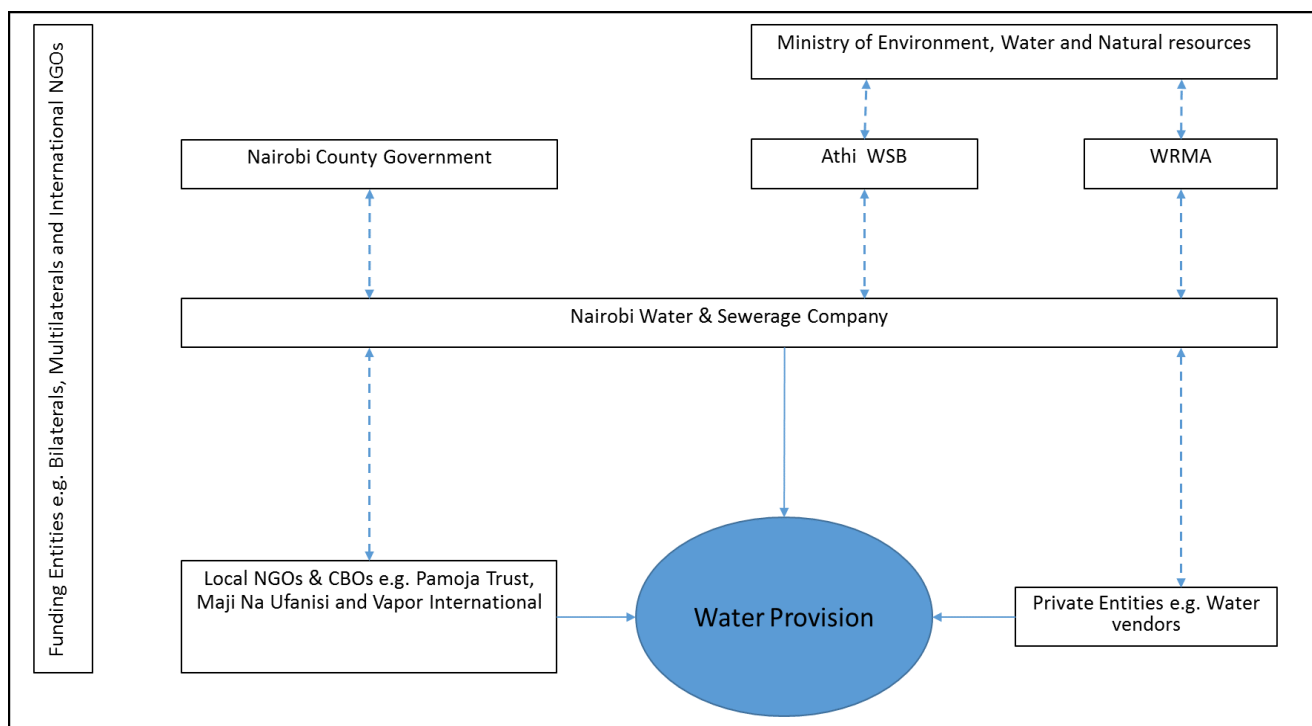 Funding Entities e.g. Bilaterals, Multilaterals and International NGOs
Ministry of Environment, Water and Natural resources
Nairobi County Government
Athi WSB
WRMA
Nairobi Water & Sewerage Company
Local NGOs & CBOs e.g. Pamoja Trust,
Maji Na Ufanisi and Vapor International
Water Provision
Private Entities e.g. Water
vendors